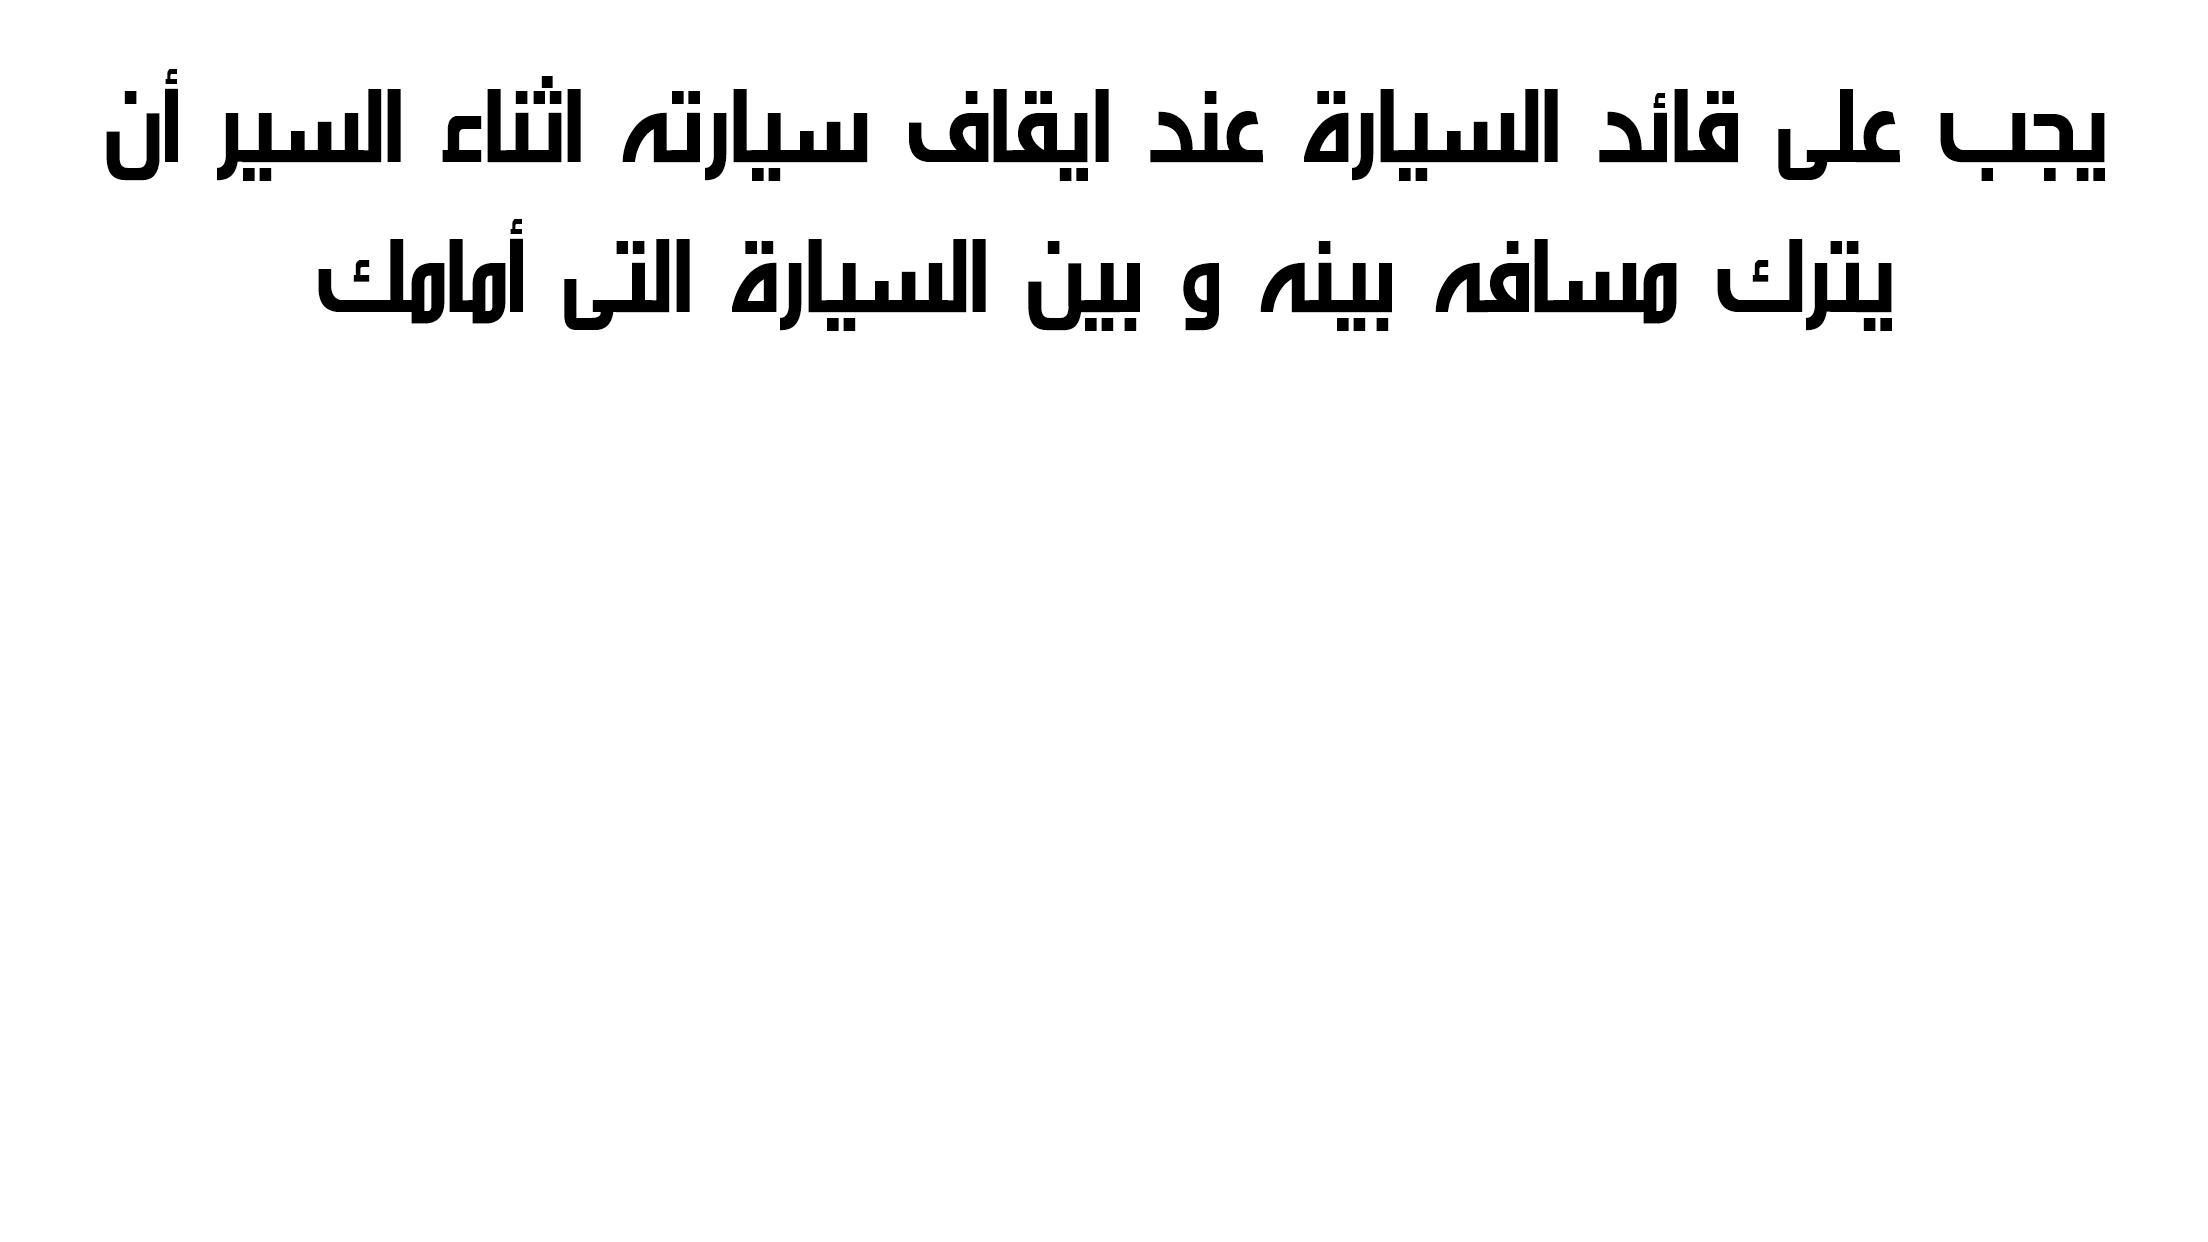 يجب على قائد السيارة عند ايقاف سيارته اثناء السير أن
يترك مسافه بينه و بين السيارة التى أمامك